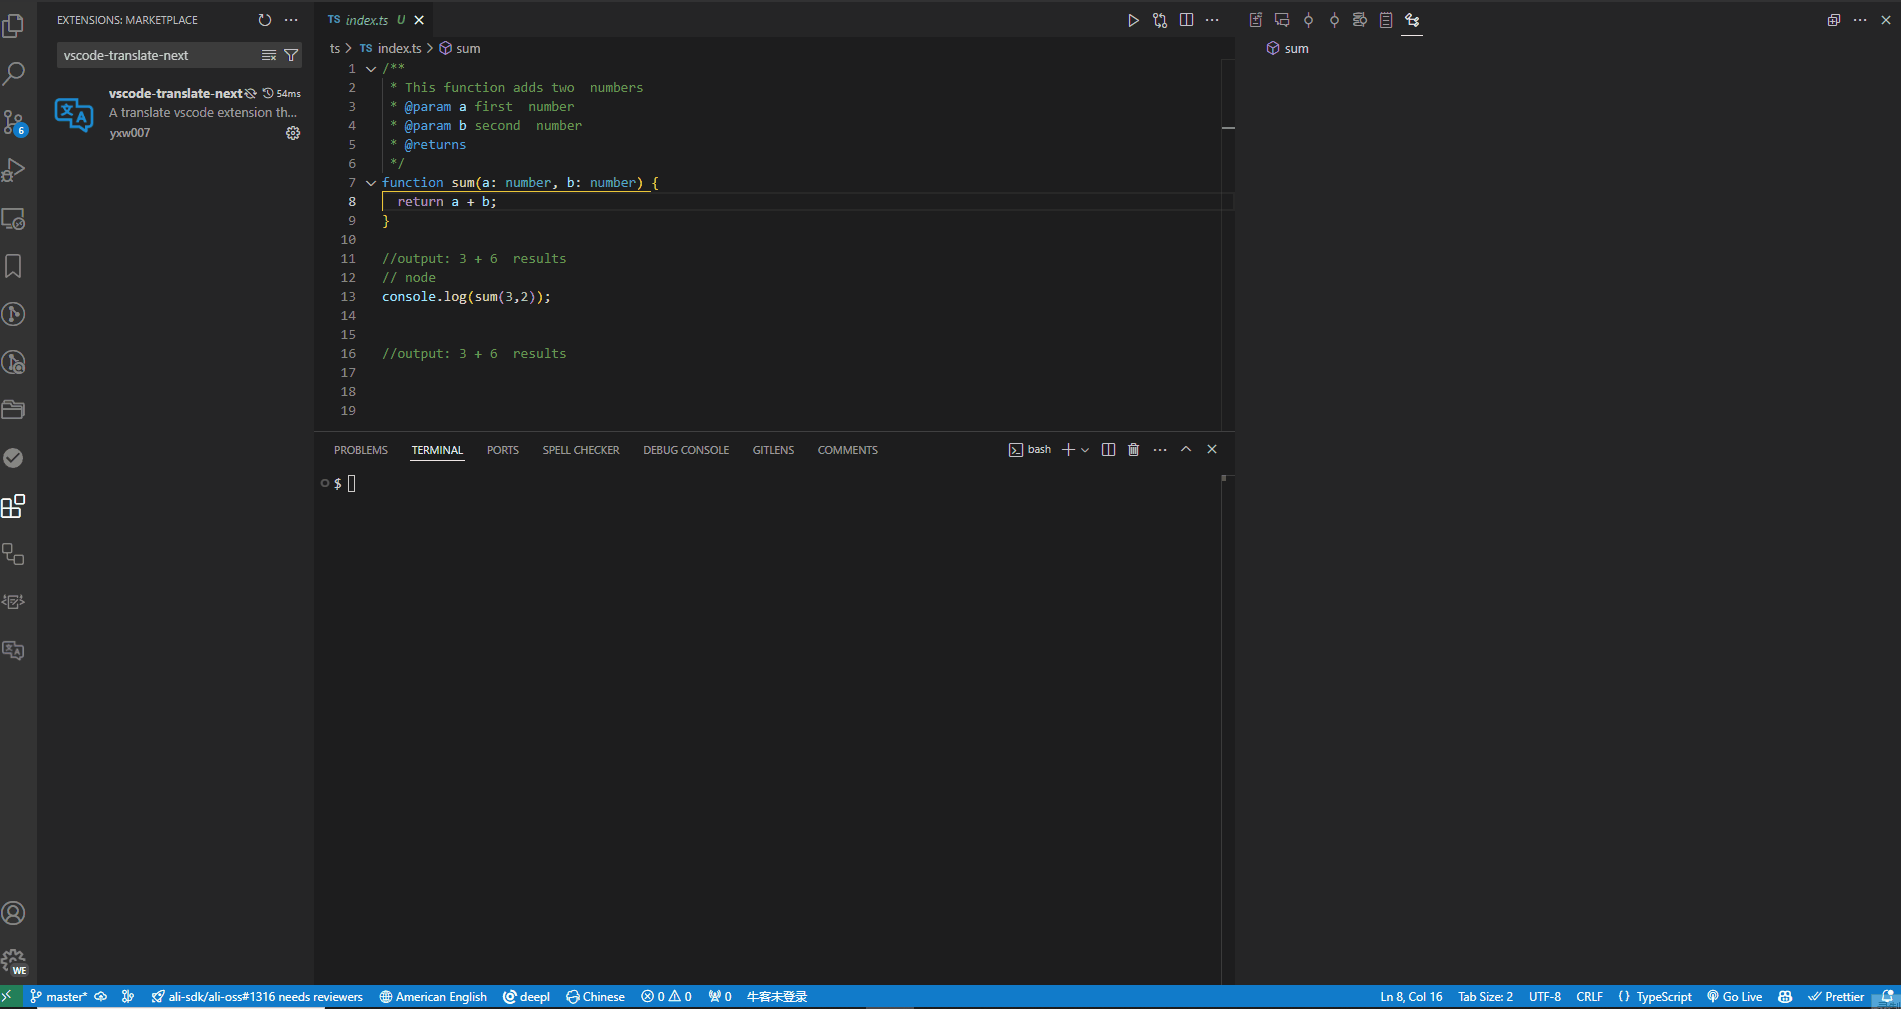 EXTENSIONS: MARKETPLACE
vscode-translate-next
vscode-translate-next 54ms
A translate vscode extension th...
yxw007
TS index.ts U
ts > TS index.ts > sum
1 /**
2 * This function adds two  numbers
3 * @param a first  number
4 * @param b second  number
5 * @returns
6 */
7 function sum(a: number, b: number) {
8 return a + b;
9 }
10
11 //output: 3 + 6  results
12 // node
13 console.log(sum(3,2));
14
15
16 //output: 3 + 6  results
17
18
19
sum
PROBLEMS TERMINAL PORTS SPELL CHECKER DEBUG CONSOLE GITLENS COMMENTS bash
$
6
WE
master* ali-sdk/ali-oss#1316 needs reviewers American English deepl Chinese 0 0 0 牛客未登录 Ln 8, Col 16 Tab Size: 2 UTF-8 CRLF {} TypeScript Go Live Prettier